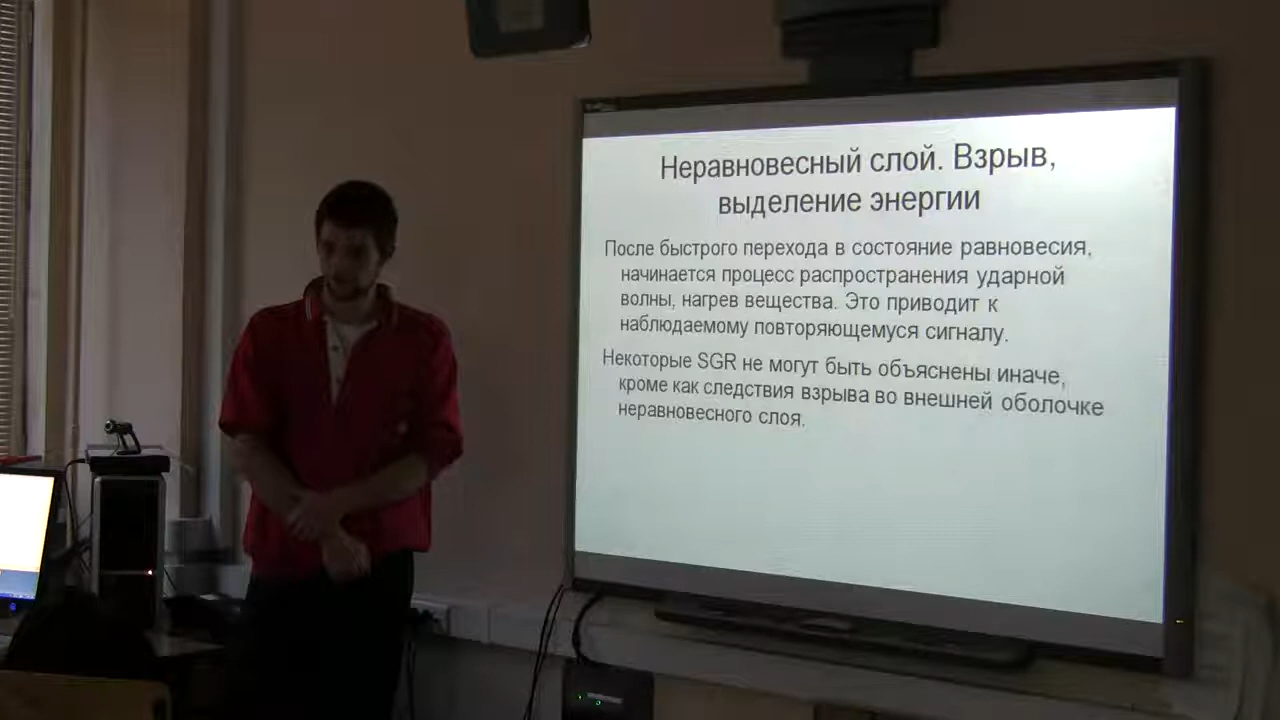 Неравновесный слой. Взрыв,
выделение энергии
После быстрого перехода в состояние равновесия,
начинается процесс распространения ударной
волны, нагрев вещества. Это приводит к
наблюдаемому повторяющемуся сигналу.
Некоторые SGR не могут быть объяснены иначе,
кроме как следствия взрыва во внешней оболочке
неравновесного слоя.